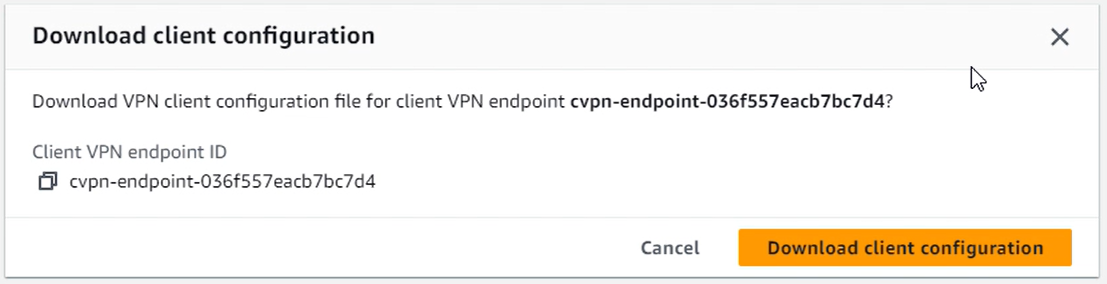 Download client configuration
Download VPN client configuration file for client VPN endpoint cvpn-endpoint-036f557eacb7bc7d4?
Client VPN endpoint ID
cvpn-endpoint-036f557eacb7bc7d4
Cancel Download client configuration